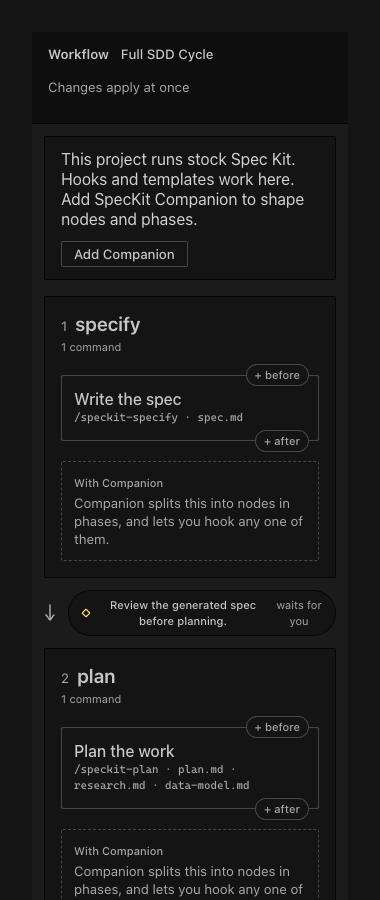 Workflow Full SDD Cycle
Changes apply at once
This project runs stock Spec Kit.
Hooks and templates work here.
Add SpecKit Companion to shape
nodes and phases.
Add Companion
1 specify
1 command
+ before
Write the spec
/speckit-specify · spec.md
+ after
With Companion
Companion splits this into nodes in
phases, and lets you hook any one of
them.
↓
Review the generated spec
before planning.
waits for
you
2 plan
1 command
+ before
Plan the work
/speckit-plan · plan.md ·
research.md · data-model.md
+ after
With Companion
Companion splits this into nodes in
phases, and lets you hook any one of